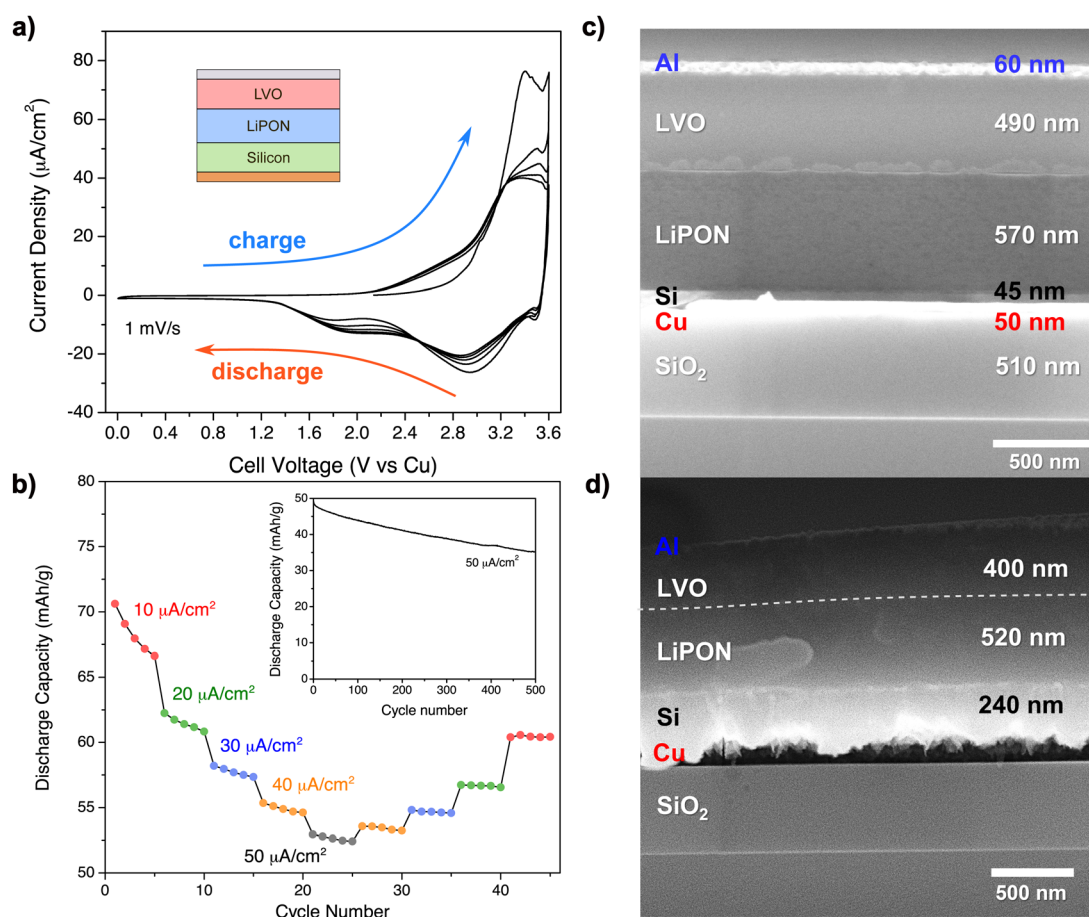 a)
80
60
40
20
0
-20
-40
Current Density (μA/cm²)
LVO
LiPON
Silicon
charge
1 mV/s
discharge
0.0 0.4 0.8 1.2 1.6 2.0 2.4 2.8 3.2 3.6
Cell Voltage (V vs Cu)
b)
80
75
70
65
60
55
50
Discharge Capacity (mAh/g)
10 μA/cm²
20 μA/cm²
30 μA/cm²
40 μA/cm²
50 μA/cm²
0 10 20 30 40
Cycle Number
50
40
30
20
10
0
Discharge Capacity (mAh/g)
50 μA/cm²
0 100 200 300 400 500
Cycle number
c)
Al 60 nm
LVO 490 nm
LiPON 570 nm
Si 45 nm
Cu 50 nm
SiO₂ 510 nm
500 nm
d)
Al
LVO 400 nm
LiPON 520 nm
Si 240 nm
Cu
SiO₂
500 nm